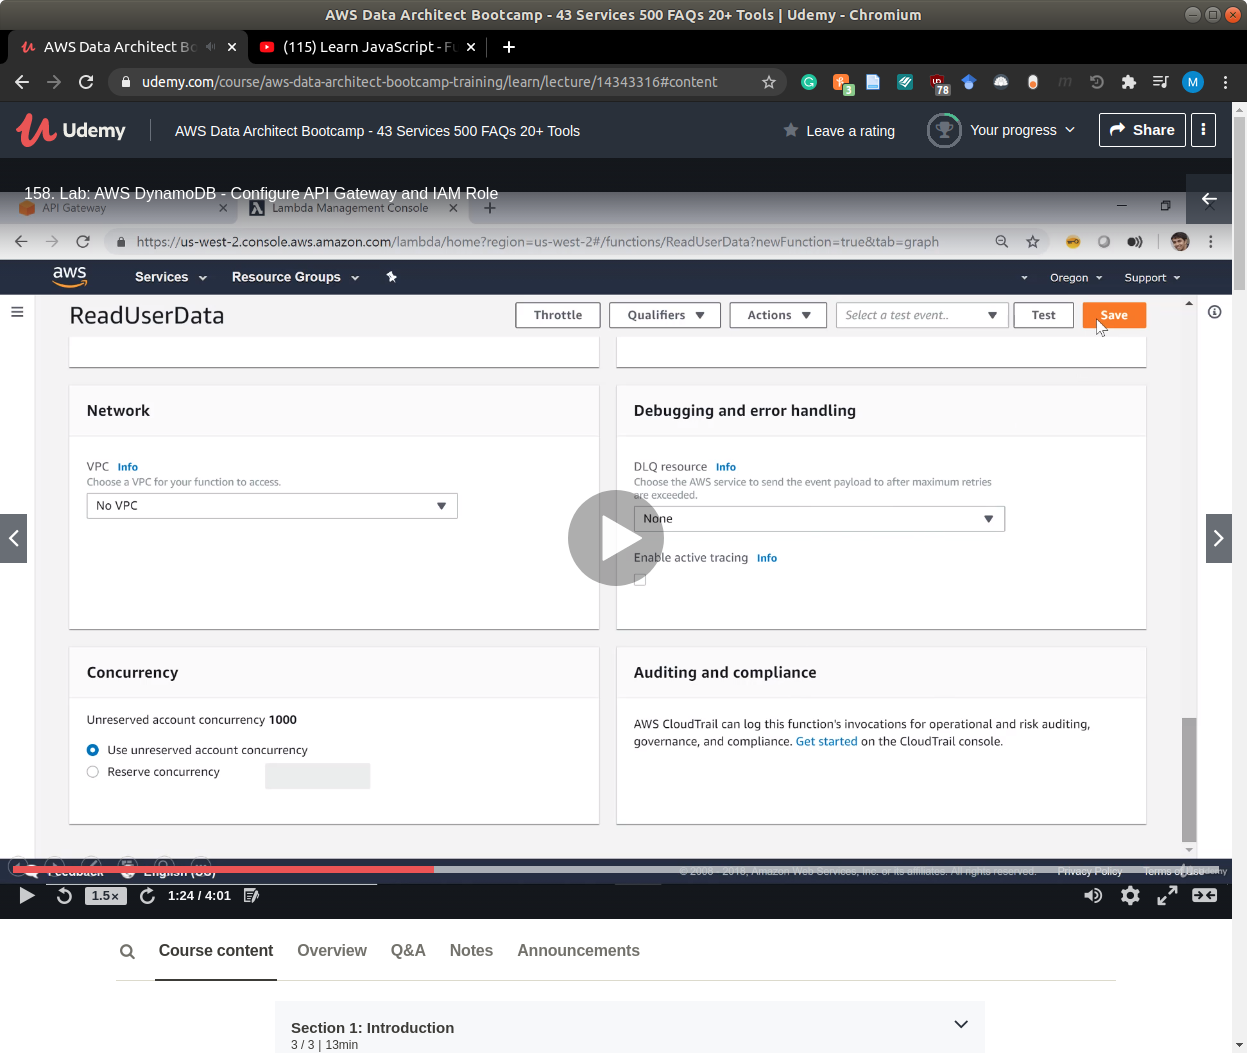 AWS Data Architect Bootcamp - 43 Services 500 FAQs 20+ Tools | Udemy - Chromium
AWS Data Architect Bo
(115) Learn JavaScript - Fu
udemy.com/course/aws-data-architect-bootcamp-training/learn/lecture/14343316#content
3
78
M
Udemy
AWS Data Architect Bootcamp - 43 Services 500 FAQs 20+ Tools
Leave a rating
Your progress
Share
158. Lab: AWS DynamoDB - Configure API Gateway and IAM Role
API Gateway
Lambda Management Console
https://us-west-2.console.aws.amazon.com/lambda/home?region=us-west-2#/functions/ReadUserData?newFunction=true&tab=graph
aws
Services
Resource Groups
Oregon
Support
ReadUserData
Throttle
Qualifiers
Actions
Select a test event..
Test
Save
Network
VPC Info
Choose a VPC for your function to access.
No VPC
Debugging and error handling
DLQ resource Info
Choose the AWS service to send the event payload to after maximum retries
are exceeded.
None
Enable active tracing Info
Concurrency
Unreserved account concurrency 1000
Use unreserved account concurrency
Reserve concurrency
Auditing and compliance
AWS CloudTrail can log this function's invocations for operational and risk auditing,
governance, and compliance. Get started on the CloudTrail console.
Feedback
English (US)
© 2008 - 2018, Amazon Web Services, Inc. or its affiliates. All rights reserved.
Privacy Policy
Terms of Use
1.5×
1:24 / 4:01
Course content
Overview
Q&A
Notes
Announcements
Section 1: Introduction
3 / 3 | 13min